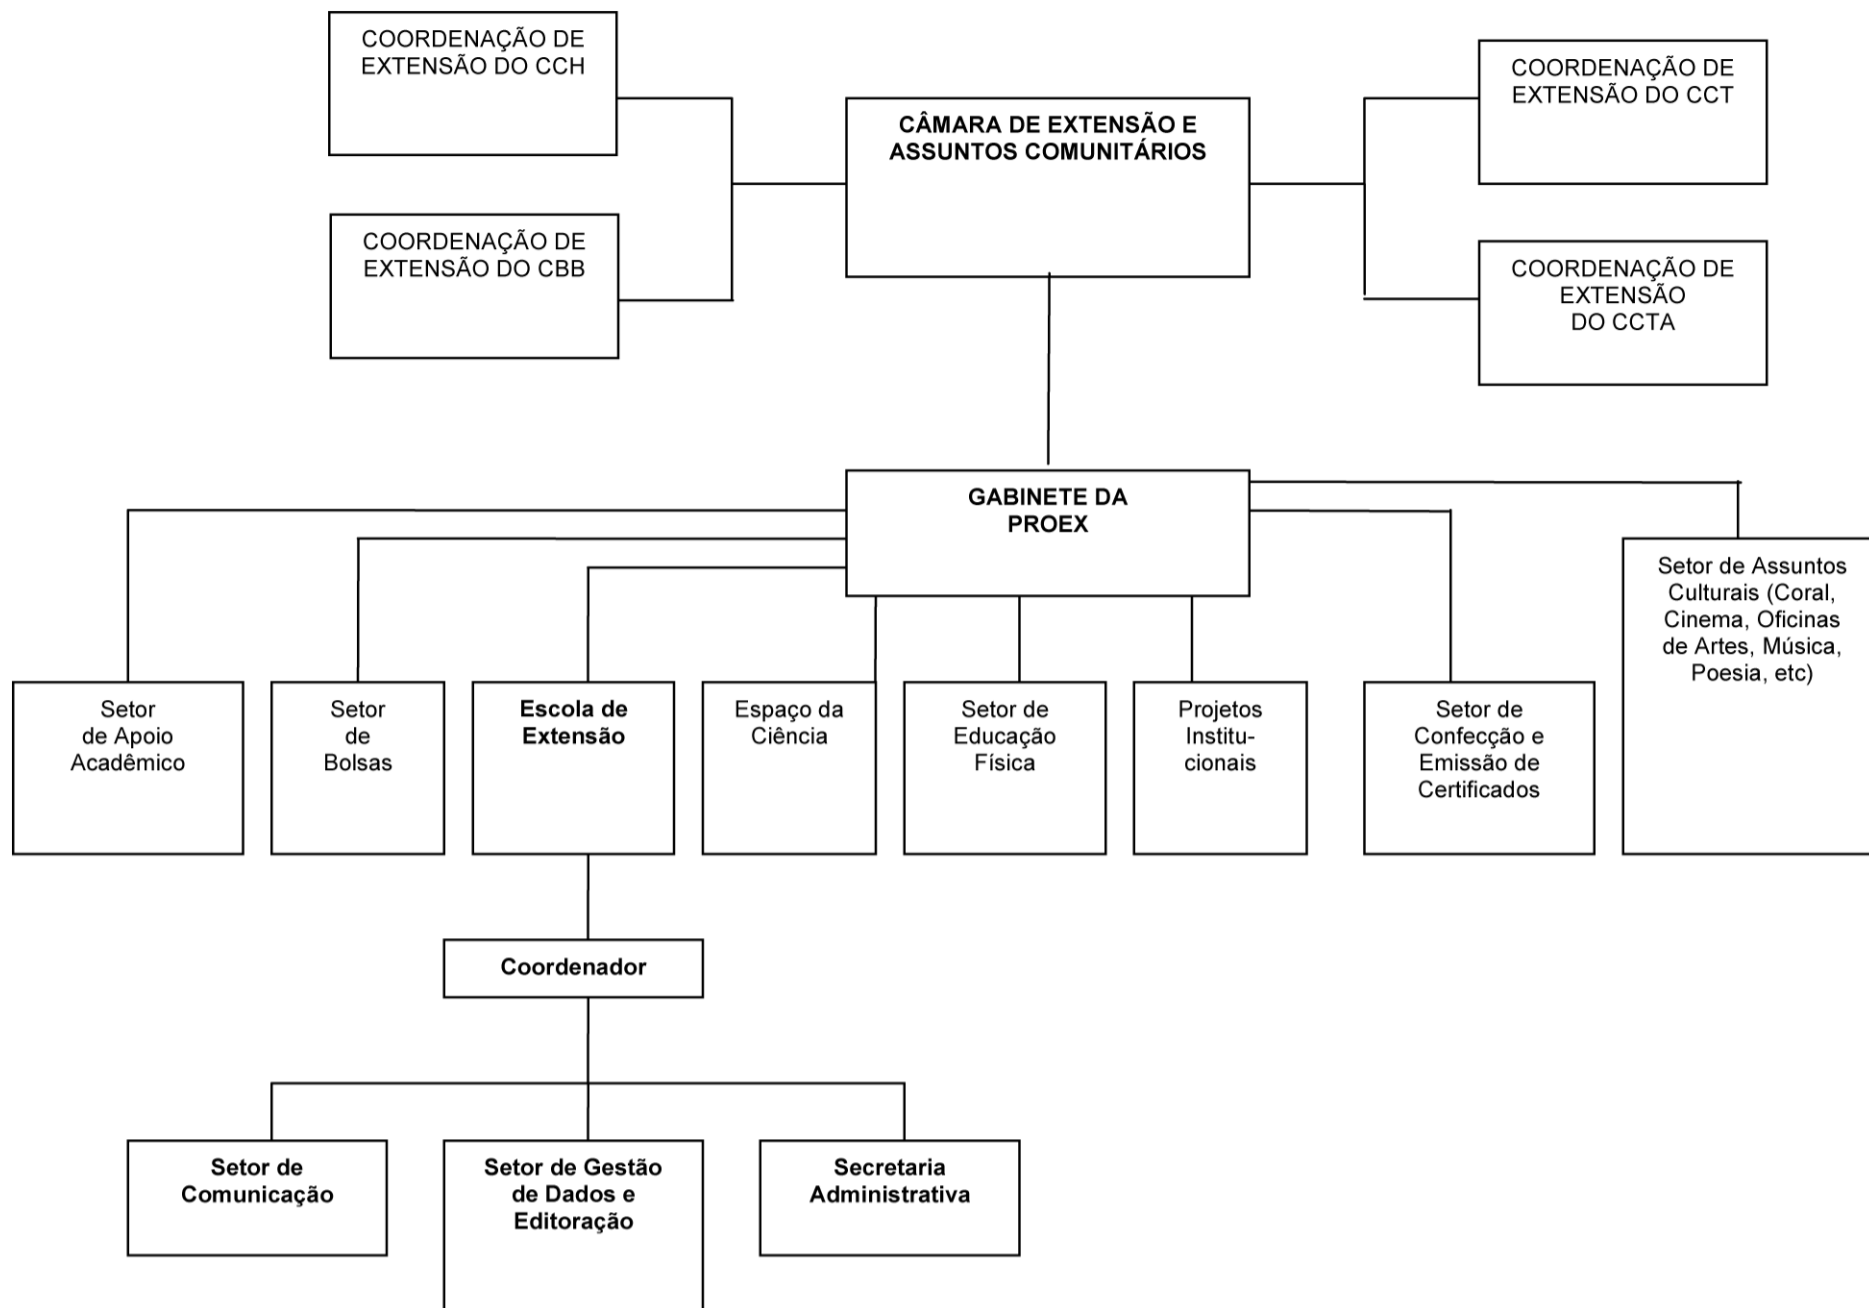 COORDENAÇÃO DE
EXTENSÃO DO CCH
CÂMARA DE EXTENSÃO E
ASSUNTOS COMUNITÁRIOS
COORDENAÇÃO DE
EXTENSÃO DO CCT
COORDENAÇÃO DE
EXTENSÃO DO CBB
COORDENAÇÃO DE
EXTENSÃO
DO CCTA
GABINETE DA
PROEX
Setor
de Apoio
Acadêmico
Setor
de
Bolsas
Escola de
Extensão
Espaço da
Ciência
Setor de
Educação
Física
Projetos
Institu-
cionais
Setor de
Confecção e
Emissão de
Certificados
Setor de Assuntos
Culturais (Coral,
Cinema, Oficinas
de Artes, Música,
Poesia, etc)
Coordenador
Setor de
Comunicação
Setor de Gestão
de Dados e
Editoração
Secretaria
Administrativa